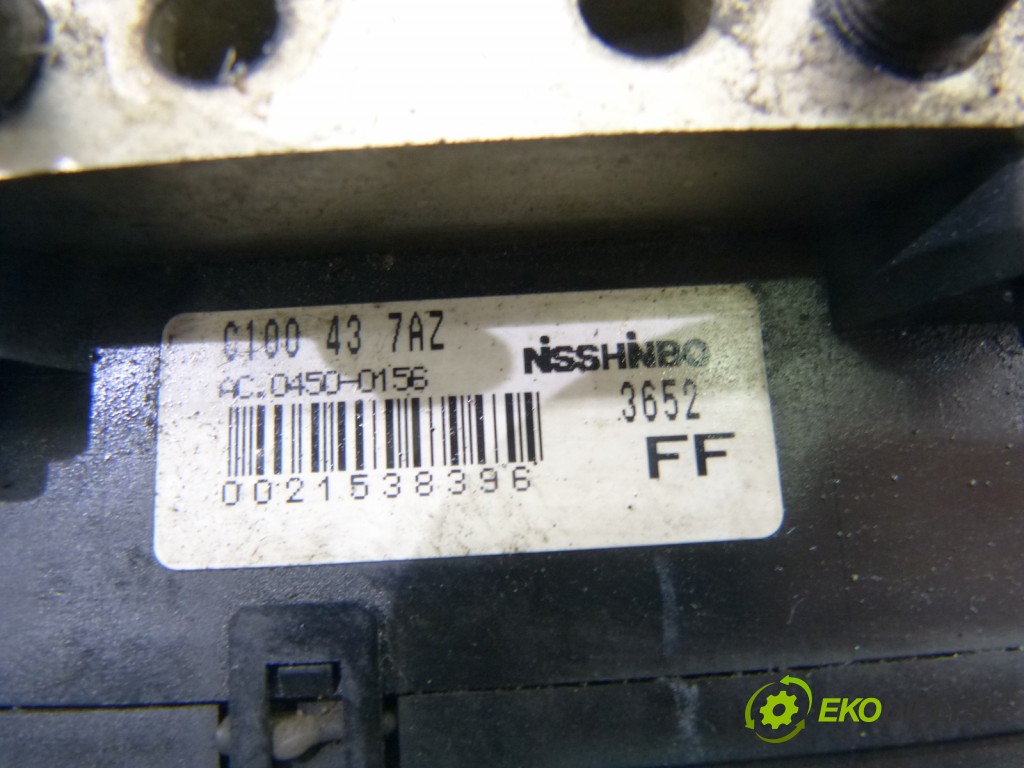 C100 43 7AZ
AC.0450-0156
NISSHINBO
3652
FF
0021538396
EKO